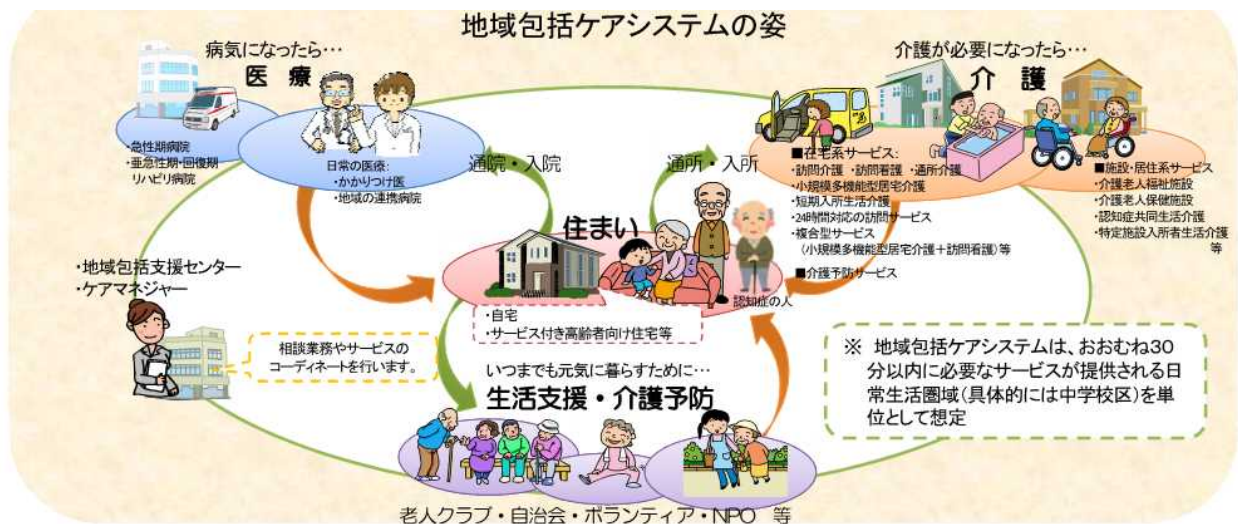 地域包括ケアシステムの姿
病気になったら…
医 療
・急性期病院
・亜急性期・回復期
リハビリ病院
日常の医療:
・かかりつけ医
・地域の連携病院
通院・入院
通所・入所
介護が必要になったら…
介 護
■在宅系サービス:
・訪問介護 ・訪問看護 ・通所介護
・小規模多機能型居宅介護
・短期入所生活介護
・24時間対応の訪問サービス
・複合型サービス
(小規模多機能型居宅介護+訪問看護)等
■介護予防サービス
■施設・居住系サービス
・介護老人福祉施設
・介護老人保健施設
・認知症共同生活介護
・特定施設入所者生活介護
等
住まい
認知症の人
・自宅
・サービス付き高齢者向け住宅等
・地域包括支援センター
・ケアマネジャー
相談業務やサービスの
コーディネートを行います。
いつまでも元気に暮らすために…
生活支援・介護予防
老人クラブ・自治会・ボランティア・NPO 等
※ 地域包括ケアシステムは、おおむね30
分以内に必要なサービスが提供される日
常生活圏域(具体的には中学校区)を単
位として想定